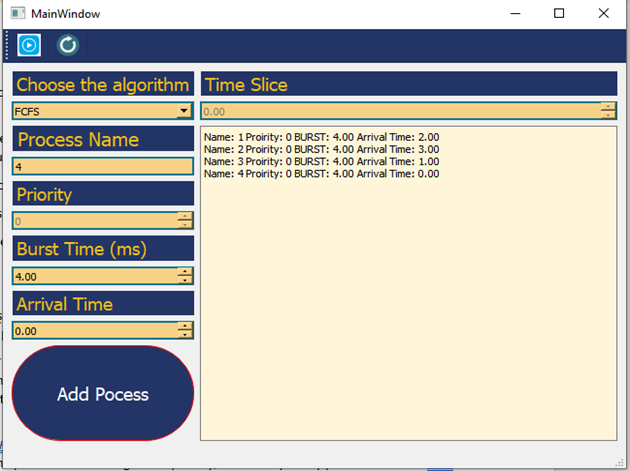 MainWindow
Choose the algorithm
Time Slice
FCFS
0.00
Process Name
4
Priority
0
Burst Time (ms)
4.00
Arrival Time
0.00
Add Pocess
Name: 1 Proirity: 0 BURST: 4.00 Arrival Time: 2.00
Name: 2 Proirity: 0 BURST: 4.00 Arrival Time: 3.00
Name: 3 Proirity: 0 BURST: 4.00 Arrival Time: 1.00
Name: 4 Proirity: 0 BURST: 4.00 Arrival Time: 0.00